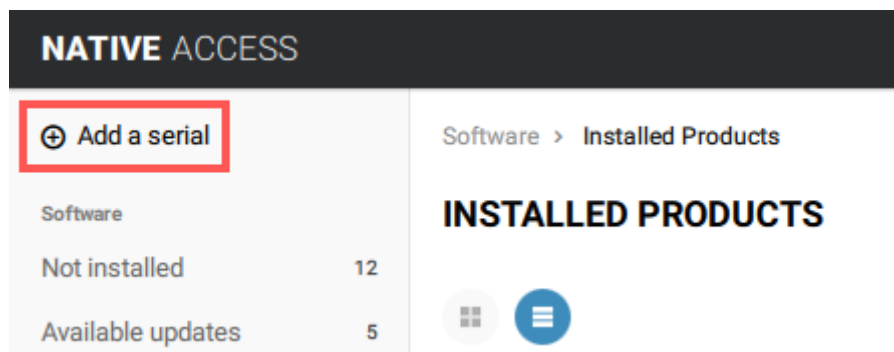 NATIVE ACCESS
Add a serial
Software > Installed Products
Software
INSTALLED PRODUCTS
Not installed 12
Available updates 5